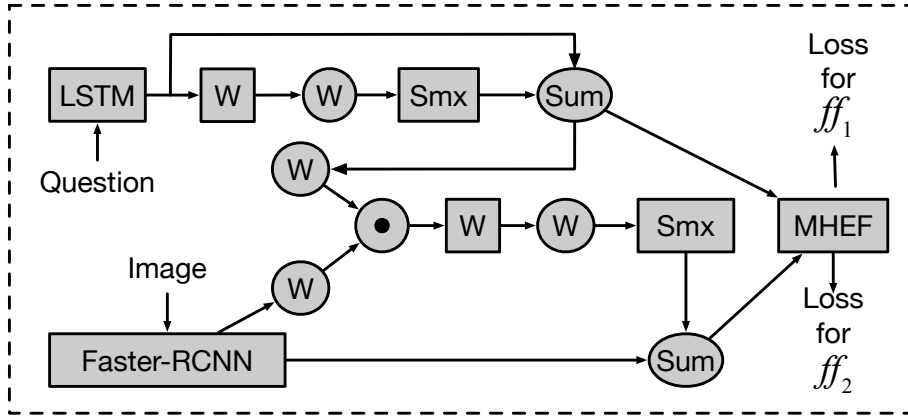 LSTM
W
W
Smx
Sum
Loss
for
ff1
Question
W
W
W
Smx
MHEF
Image
W
Faster-RCNN
Sum
Loss
for
ff2